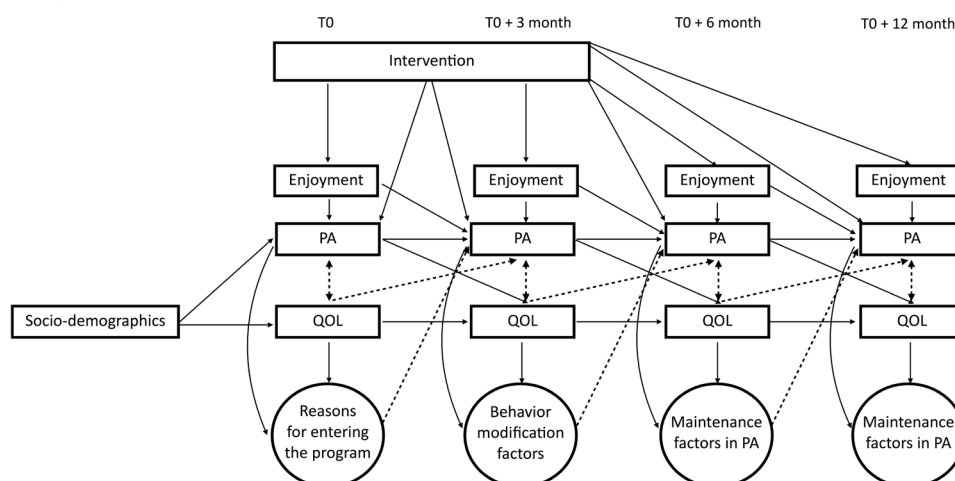 T0
T0 + 3 month
T0 + 6 month
T0 + 12 month
Intervention
Enjoyment
Enjoyment
Enjoyment
Enjoyment
PA
PA
PA
PA
Socio-demographics
QOL
QOL
QOL
QOL
Reasons
for entering
the program
Behavior
modification
factors
Maintenance
factors in PA
Maintenance
factors in PA